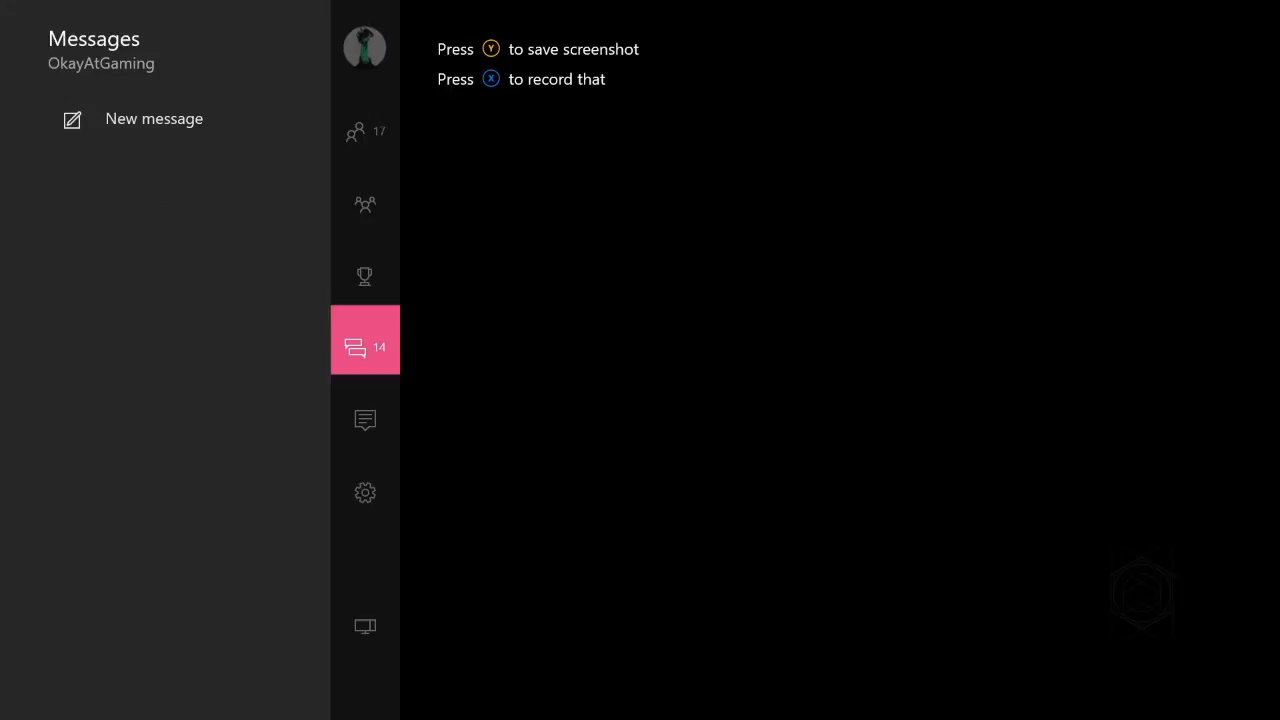 Messages
OkayAtGaming
New message
17
14
Press Y to save screenshot
Press X to record that